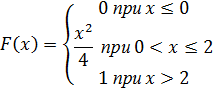 0 при x ≤ 0
F(x) = { x²/4 при 0 < x ≤ 2
1 при x > 2